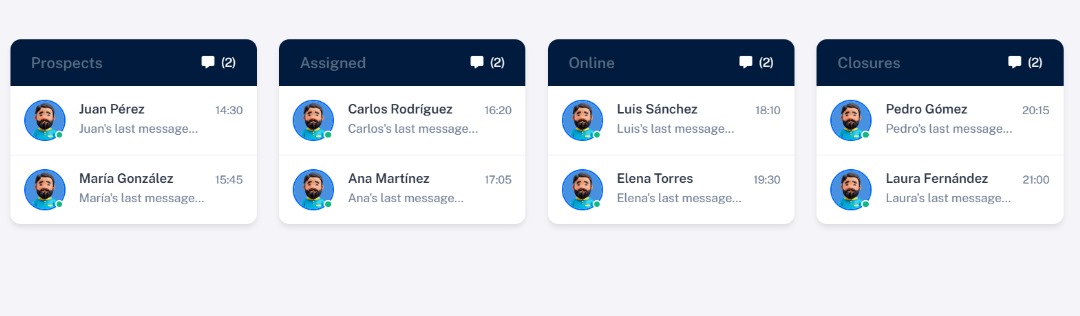 Prospects (2)
Juan Pérez 14:30
Juan's last message...
María González 15:45
María's last message...
Assigned (2)
Carlos Rodríguez 16:20
Carlos's last message...
Ana Martínez 17:05
Ana's last message...
Online (2)
Luis Sánchez 18:10
Luis's last message...
Elena Torres 19:30
Elena's last message...
Closures (2)
Pedro Gómez 20:15
Pedro's last message...
Laura Fernández 21:00
Laura's last message...